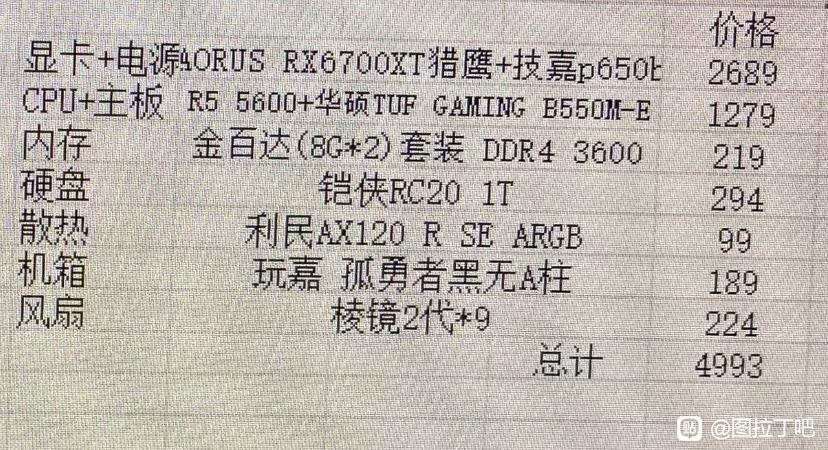 价格
显卡+电源 AORUS RX6700XT猎鹰+技嘉p650b 2689
CPU+主板 R5 5600+华硕TUF GAMING B550M-E 1279
内存 金百达(8G*2)套装 DDR4 3600 219
硬盘 铠侠RC20 1T 294
散热 利民AX120 R SE ARGB 99
机箱 玩嘉 孤勇者黑无A柱 189
风扇 棱镜2代*9 224
总计 4993
贴 @图拉丁吧